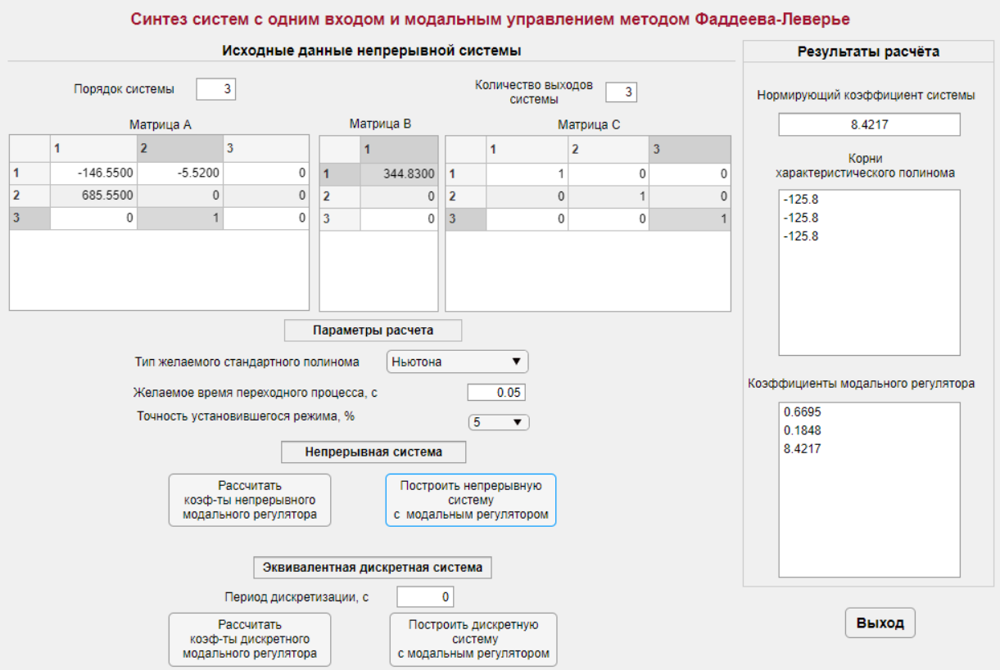 Синтез систем с одним входом и модальным управлением методом Фаддеева-Леверье
Исходные данные непрерывной системы
Порядок системы 3
Количество выходов
системы 3
Матрица A
1 2 3
1 -146.5500 -5.5200 0
2 685.5500 0 0
3 0 1 0
Матрица B
1
1 344.8300
2 0
3 0
Матрица C
1 2 3
1 1 0 0
2 0 1 0
3 0 0 1
Параметры расчета
Тип желаемого стандартного полинома Ньютона
Желаемое время переходного процесса, с 0.05
Точность установившегося режима, % 5
Непрерывная система
Рассчитать
коэф-ты непрерывного
модального регулятора
Построить непрерывную
систему
с модальным регулятором
Эквивалентная дискретная система
Период дискретизации, с 0
Рассчитать
коэф-ты дискретного
модального регулятора
Построить дискретную
систему
с модальным регулятором
Результаты расчёта
Нормирующий коэффициент системы
8.4217
Корни
характеристического полинома
-125.8
-125.8
-125.8
Коэффициенты модального регулятора
0.6695
0.1848
8.4217
Выход